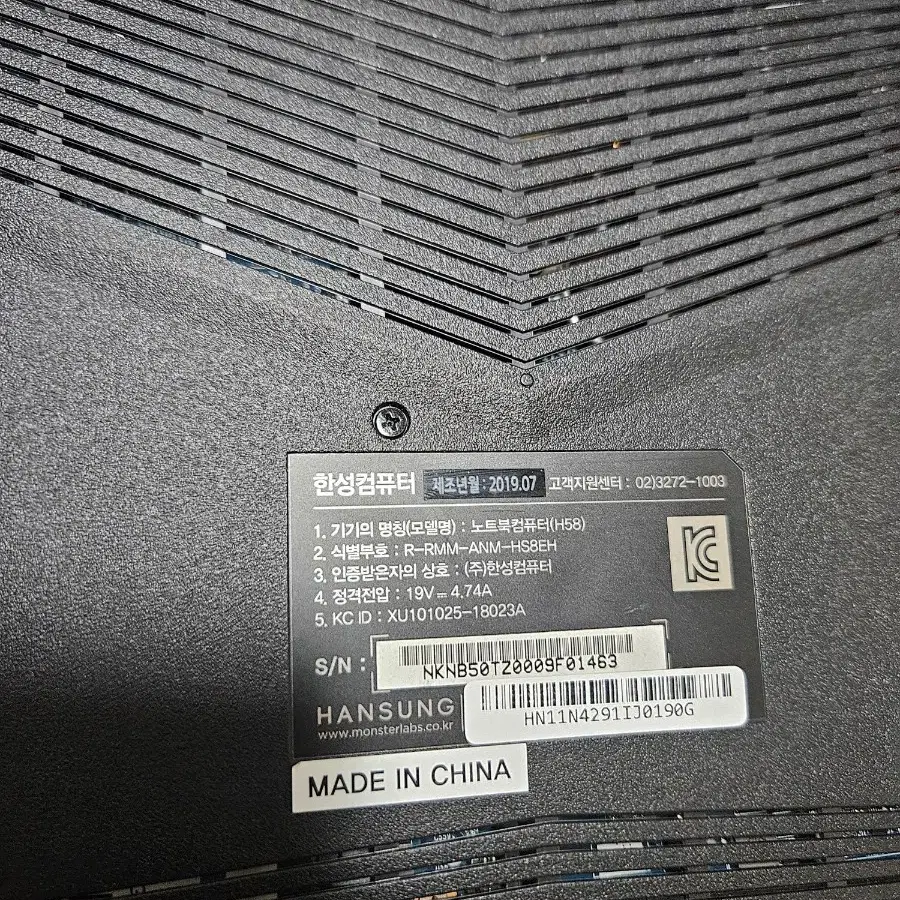 한성컴퓨터 제조년월 : 2019.07 고객지원센터 : 02)3272-1003
1. 기기의 명칭(모델명) : 노트북컴퓨터(H58)
2. 식별부호 : R-RMM-ANM-HS8EH
3. 인증받은자의 상호 : (주)한성컴퓨터
4. 정격전압 : 19V⎓4.74A
5. KC ID : XU101025-18023A
S/N :
NKNB50TZ0009F01463
HN11N4291IJ0190G
HANSUNG
www.monsterlabs.co.kr
MADE IN CHINA